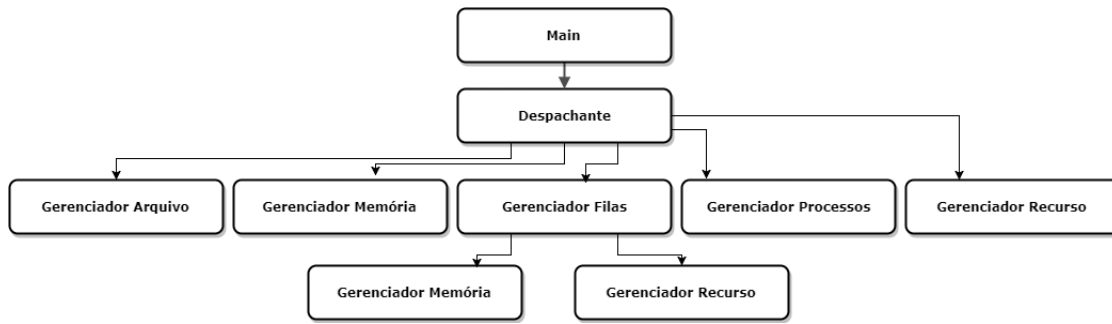 Main
Despachante
Gerenciador Arquivo
Gerenciador Memória
Gerenciador Filas
Gerenciador Processos
Gerenciador Recurso
Gerenciador Memória
Gerenciador Recurso